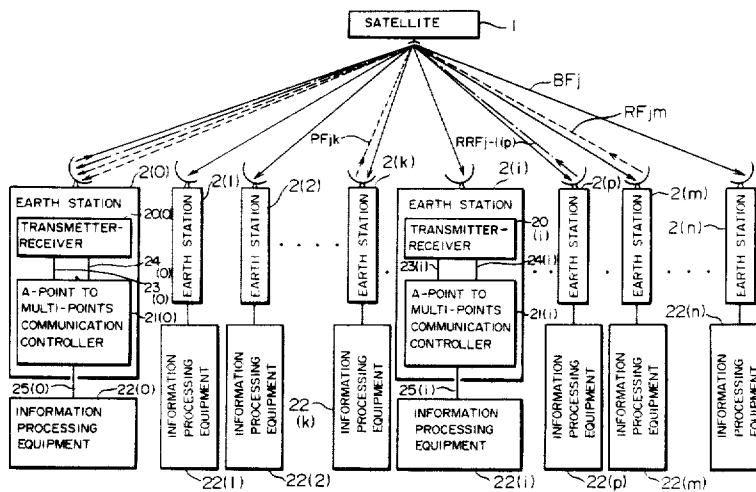 SATELLITE
1
BFj
RFjm
PFjk
RRFj-1(p)
2(0)
2(1)
2(2)
2(k)
2(i)
2(p)
2(m)
2(n)
EARTH STATION
20(0)
TRANSMETTER-
RECEIVER
24
(0)
23
(0)
A-POINT TO
MULTI-POINTS
COMMUNICATION
CONTROLLER
21(0)
25(0)
22(0)
INFORMATION
PROCESSING
EQUIPMENT
EARTH STATION
INFORMATION
PROCESSING
EQUIPMENT
22(1)
EARTH STATION
INFORMATION
PROCESSING
EQUIPMENT
22(2)
EARTH STATION
INFORMATION
PROCESSING
EQUIPMENT
22
(k)
EARTH STATION
TRANSMITTER-
RECEIVER
20
(i)
23(i)
24(i)
A-POINT TO
MULTI-POINTS
COMMUNICATION
CONTROLLER
21(i)
25(i)
INFORMATION
PROCESSING
EQUIPMENT
22(i)
EARTH STATION
INFORMATION
PROCESSING
EQUIPMENT
22(p)
EARTH STATION
INFORMATION
PROCESSING
EQUIPMENT
22(m)
EARTH STATION
22(n)
INFORMATION
PROCESSING
EQUIPMENT